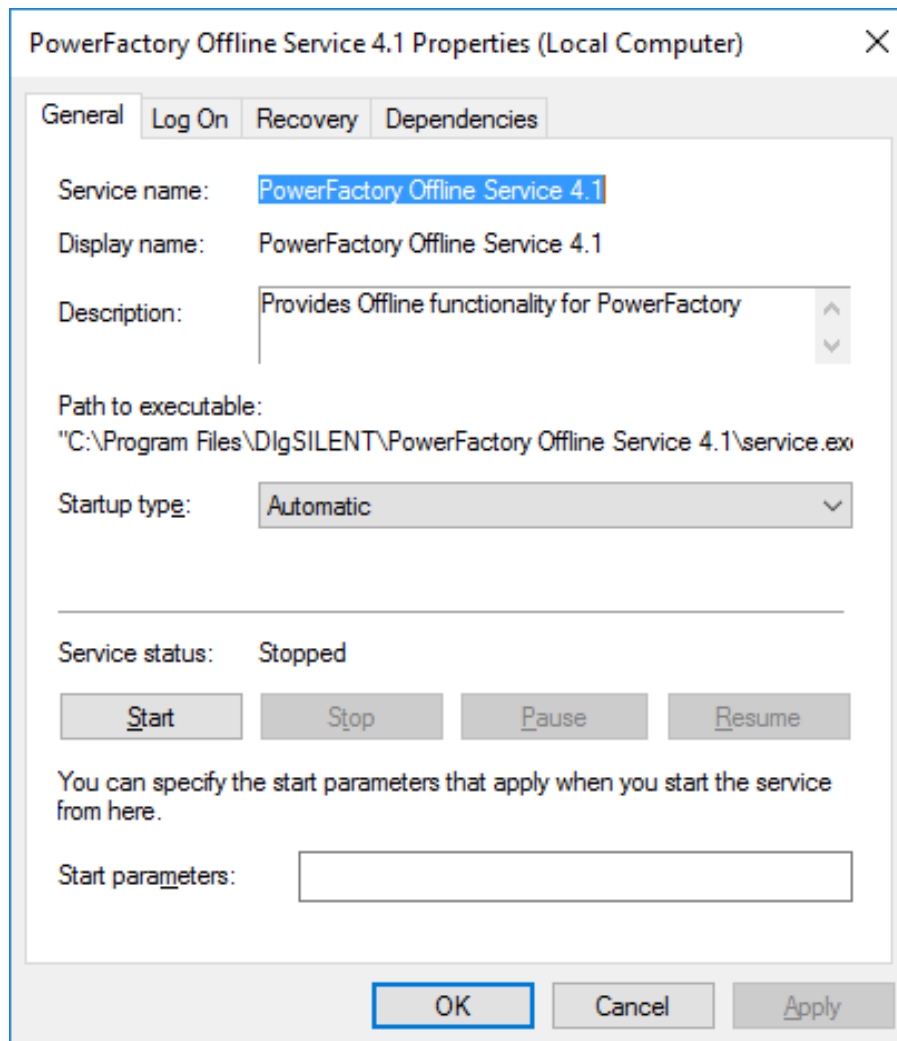 PowerFactory Offline Service 4.1 Properties (Local Computer)
General Log On Recovery Dependencies
Service name: PowerFactory Offline Service 4.1
Display name: PowerFactory Offline Service 4.1
Description: Provides Offline functionality for PowerFactory
Path to executable:
"C:\Program Files\DIgSILENT\PowerFactory Offline Service 4.1\service.exe
Startup type: Automatic
Service status: Stopped
Start Stop Pause Resume
You can specify the start parameters that apply when you start the service
from here.
Start parameters:
OK Cancel Apply